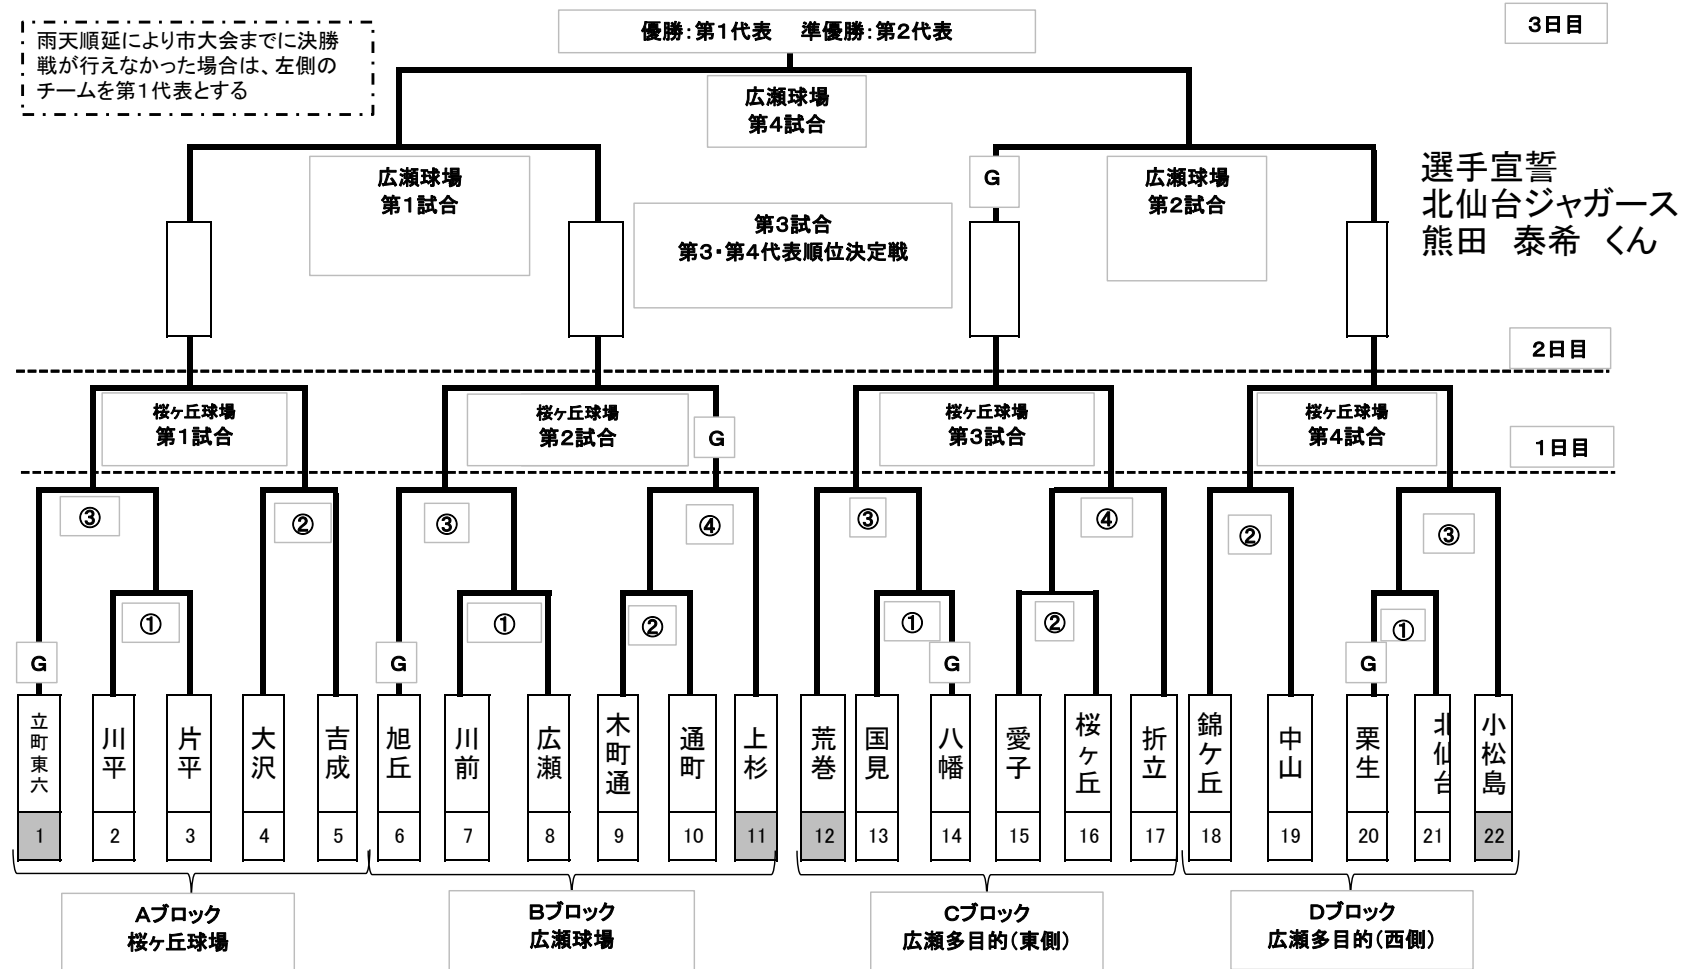 優勝：第１代表　準優勝：第２代表
３日目
雨天順延により市大会までに決勝
戦が行えなかった場合は、左側の
チームを第１代表とする
広瀬球場
第４試合
広瀬球場
第１試合
G
広瀬球場
第２試合
選手宣誓
北仙台ジャガース
熊田　泰希　くん
第３試合
第３・第４代表順位決定戦
２日目
桜ヶ丘球場
第１試合
桜ヶ丘球場
第２試合
G
桜ヶ丘球場
第３試合
桜ヶ丘球場
第４試合
１日目
③
②
③
④
③
④
②
③
①
①
②
①
②
①
G
G
G
G
立町東六
川平
片平
大沢
吉成
旭丘
川前
広瀬
木町通
通町
上杉
荒巻
国見
八幡
愛子
桜ヶ丘
折立
錦ケ丘
中山
栗生
北仙台
小松島
1
2
3
4
5
6
7
8
9
10
11
12
13
14
15
16
17
18
19
20
21
22
Aブロック
桜ヶ丘球場
Bブロック
広瀬球場
Cブロック
広瀬多目的（東側）
Dブロック
広瀬多目的（西側）